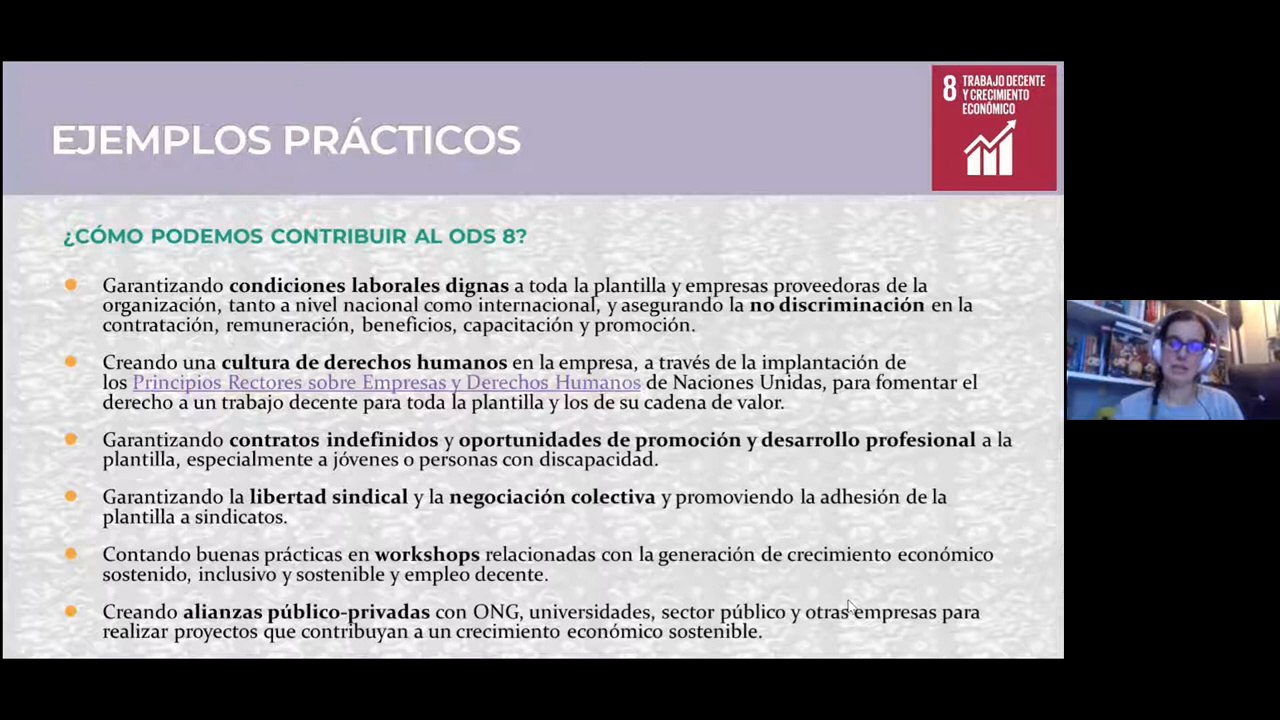 EJEMPLOS PRÁCTICOS
8 TRABAJO DECENTE
Y CRECIMIENTO
ECONÓMICO
¿CÓMO PODEMOS CONTRIBUIR AL ODS 8?
Garantizando condiciones laborales dignas a toda la plantilla y empresas proveedoras de la
organización, tanto a nivel nacional como internacional, y asegurando la no discriminación en la
contratación, remuneración, beneficios, capacitación y promoción.
Creando una cultura de derechos humanos en la empresa, a través de la implantación de
los Principios Rectores sobre Empresas y Derechos Humanos de Naciones Unidas, para fomentar el
derecho a un trabajo decente para toda la plantilla y los de su cadena de valor.
Garantizando contratos indefinidos y oportunidades de promoción y desarrollo profesional a la
plantilla, especialmente a jóvenes o personas con discapacidad.
Garantizando la libertad sindical y la negociación colectiva y promoviendo la adhesión de la
plantilla a sindicatos.
Contando buenas prácticas en workshops relacionadas con la generación de crecimiento económico
sostenido, inclusivo y sostenible y empleo decente.
Creando alianzas público-privadas con ONG, universidades, sector público y otras empresas para
realizar proyectos que contribuyan a un crecimiento económico sostenible.